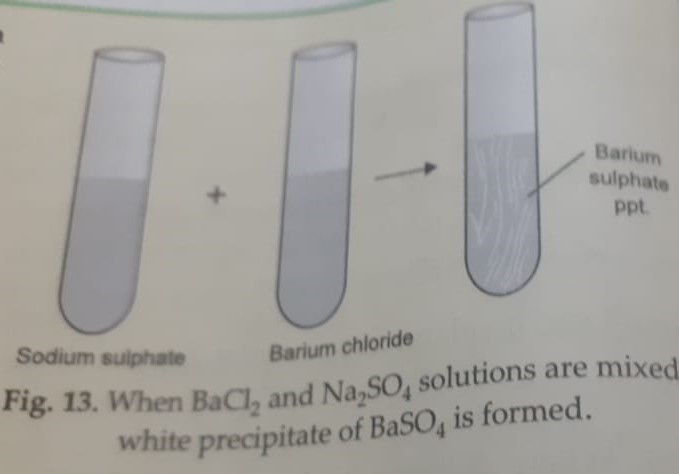 +
Barium
sulphate
ppt.
Sodium sulphate
Barium chloride
Fig. 13. When BaCl₂ and Na₂SO₄ solutions are mixed
white precipitate of BaSO₄ is formed.